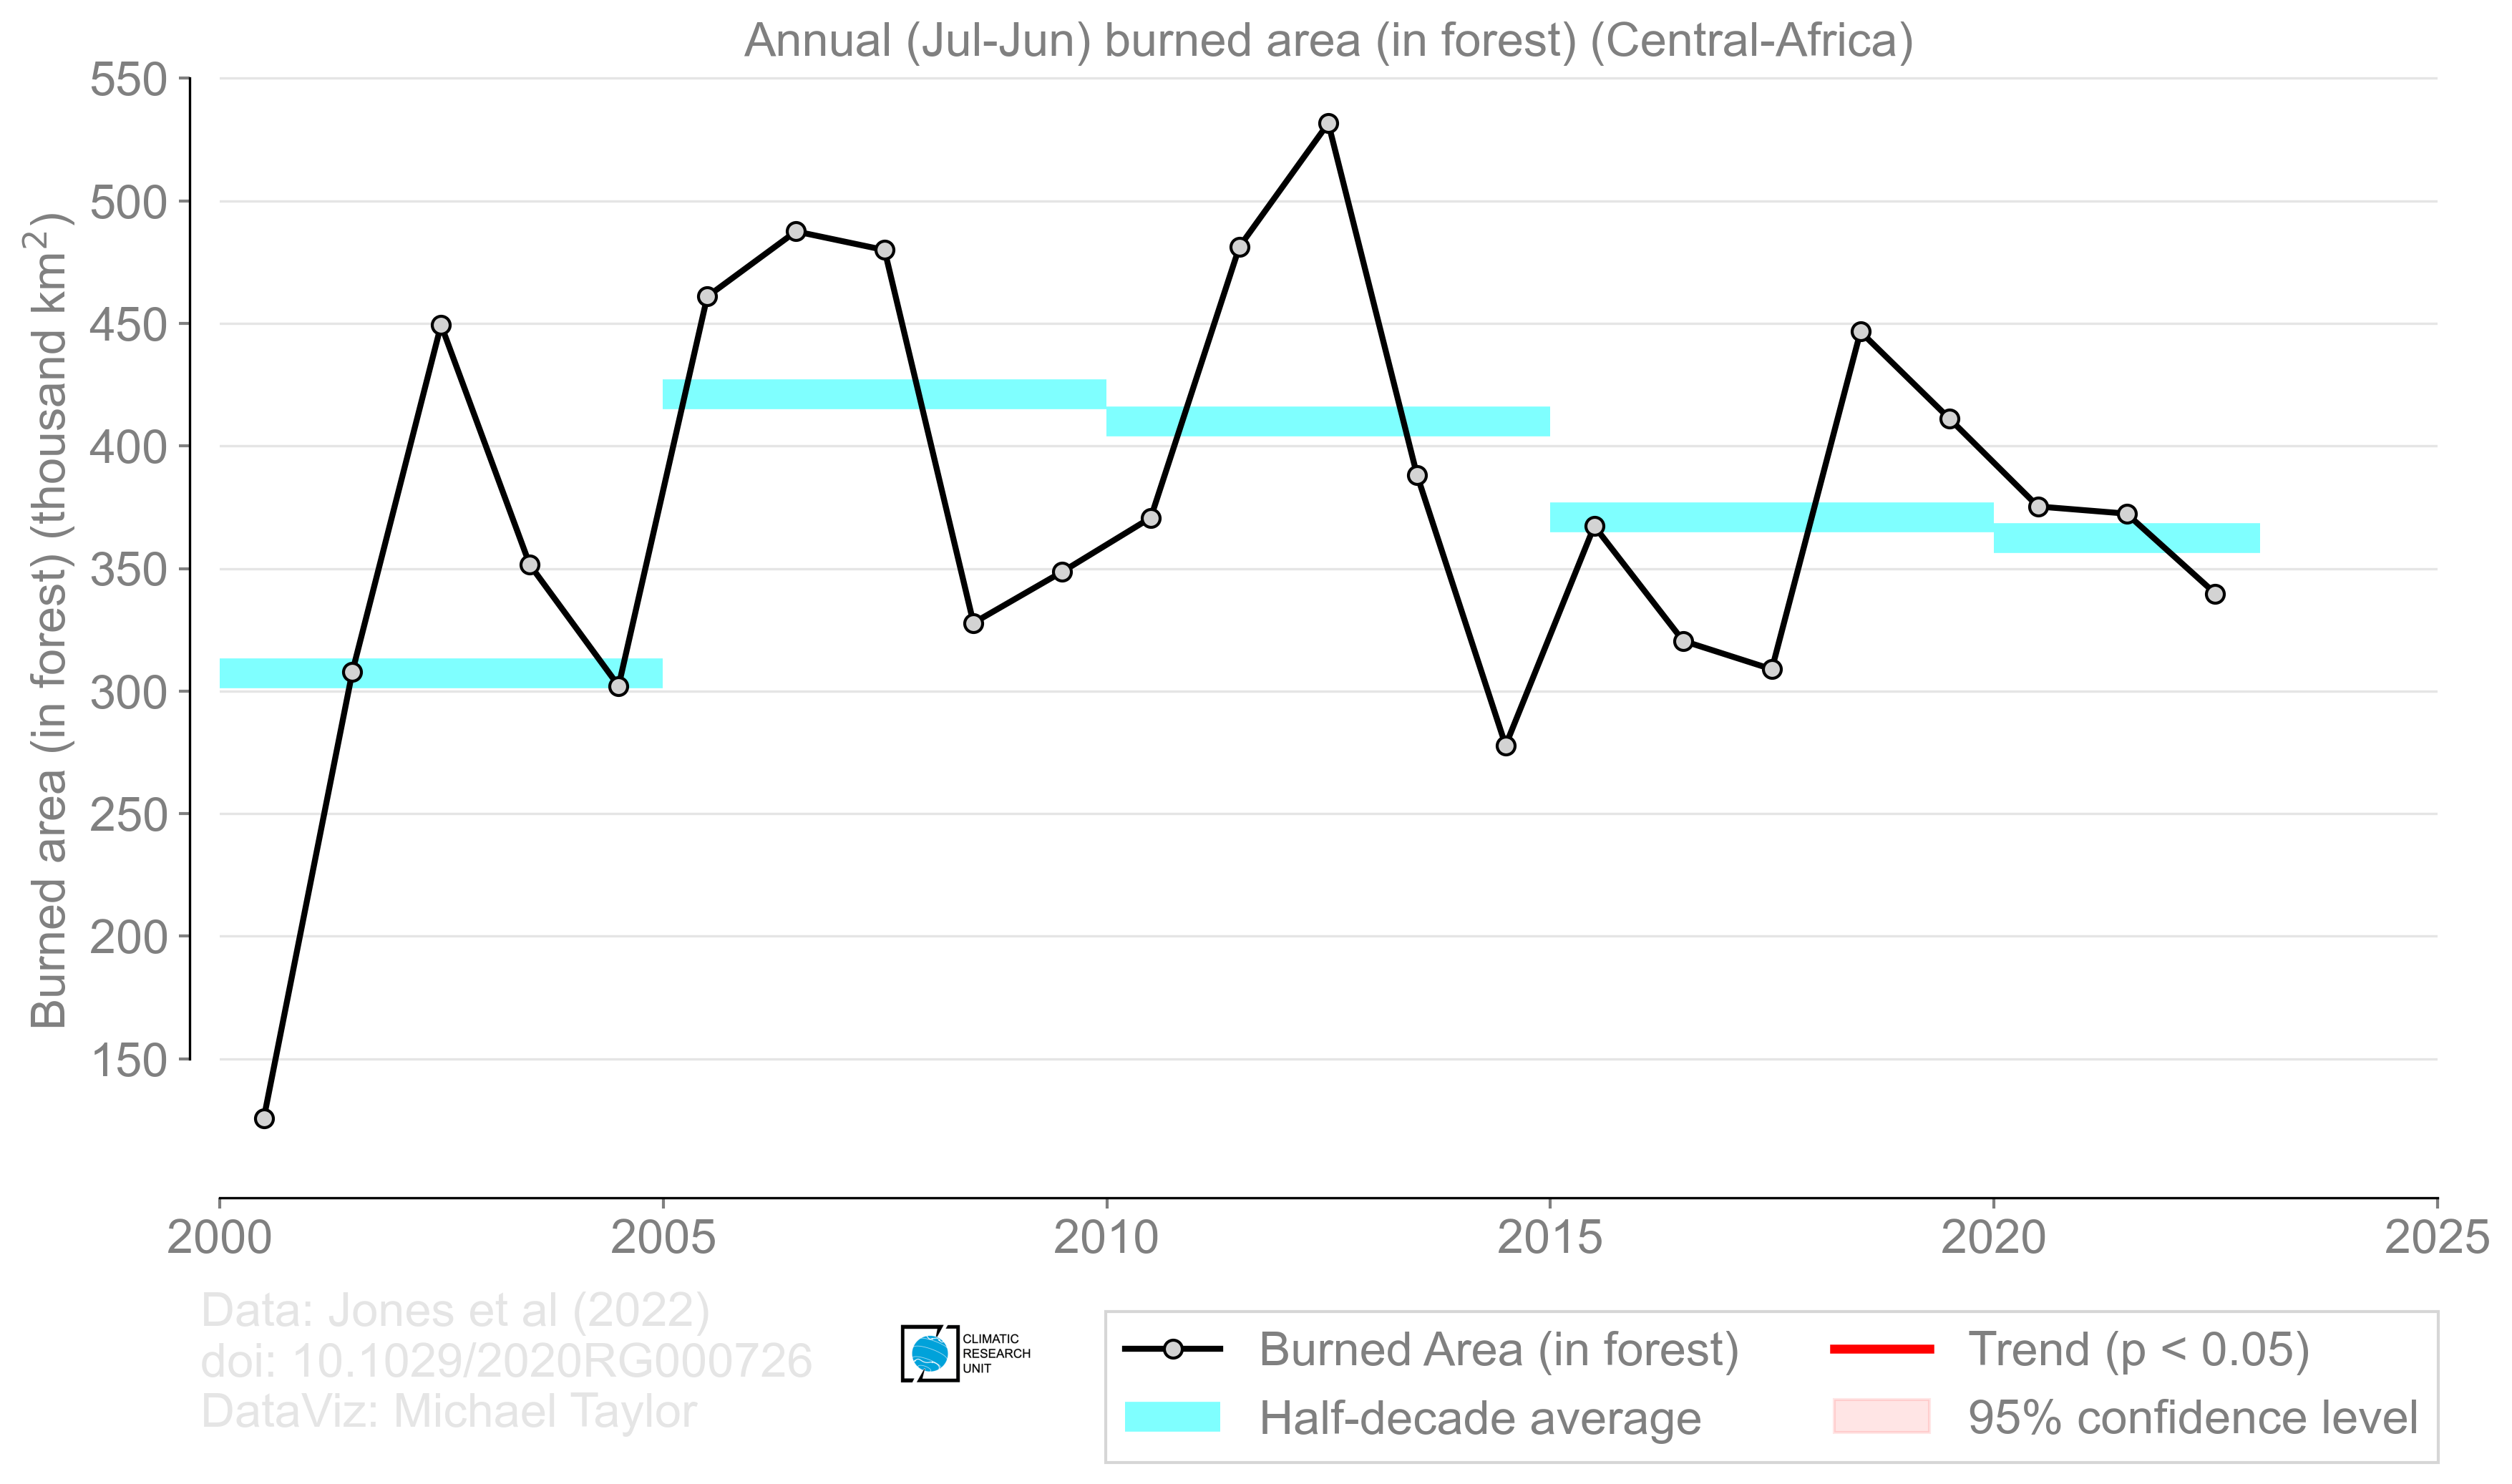 Annual (Jul-Jun) burned area (in forest) (Central-Africa)
Burned area (in forest) (thousand km²)
550
500
450
400
350
300
250
200
150
2000
2005
2010
2015
2020
2025
Data: Jones et al (2022)
doi: 10.1029/2020RG000726
DataViz: Michael Taylor
CLIMATIC
RESEARCH
UNIT
Burned Area (in forest)
Half-decade average
Trend (p < 0.05)
95% confidence level